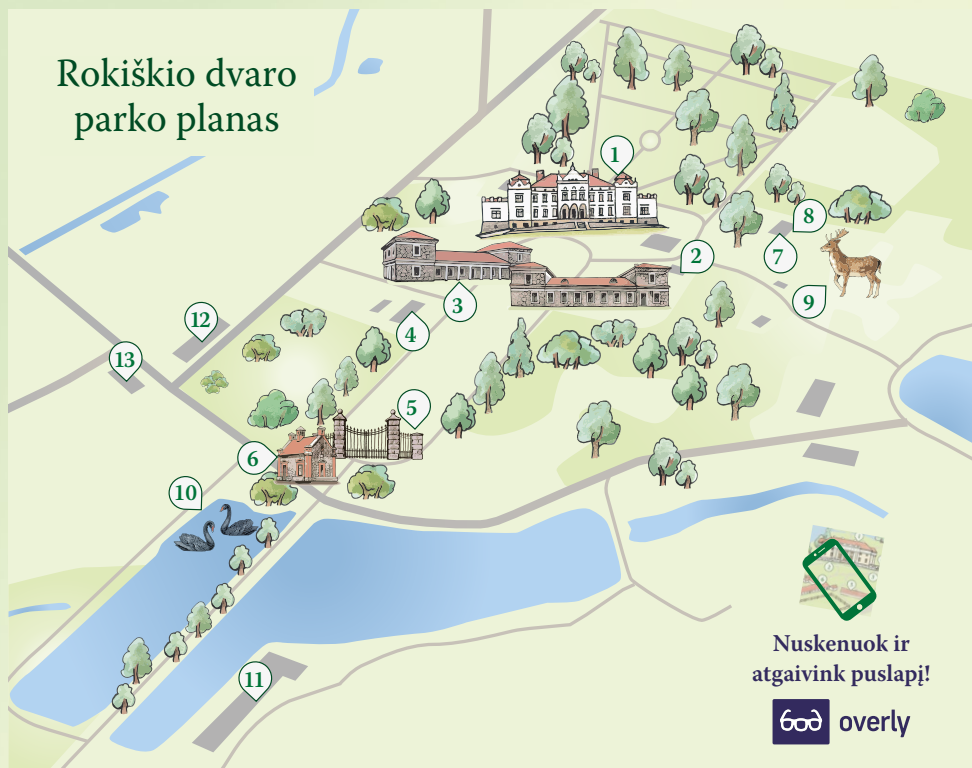 Rokiškio dvaro
parko planas
1
2
3
4
5
6
7
8
9
10
11
12
13
Nuskenuok ir
atgaivink puslapį!
overly